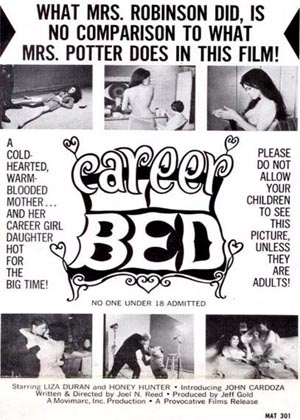 WHAT MRS. ROBINSON DID, IS
NO COMPARISON TO WHAT
MRS. POTTER DOES IN THIS FILM!
A
COLD-
HEARTED,
WARM-
BLOODED
MOTHER...
AND HER
CAREER GIRL
DAUGHTER
HOT
FOR
THE
BIG TIME!
career
BED
PLEASE
DO NOT
ALLOW
YOUR
CHILDREN
TO SEE
THIS
PICTURE,
UNLESS
THEY
ARE
ADULTS!
NO ONE UNDER 18 ADMITTED
Starring LIZA DURAN and HONEY HUNTER • Introducing JOHN CARDOZA
Written & Directed by Joel N. Reed • Produced by Jeff Gold
A Movimarc, Inc. Production • A Provocative Films Release
MAT 301